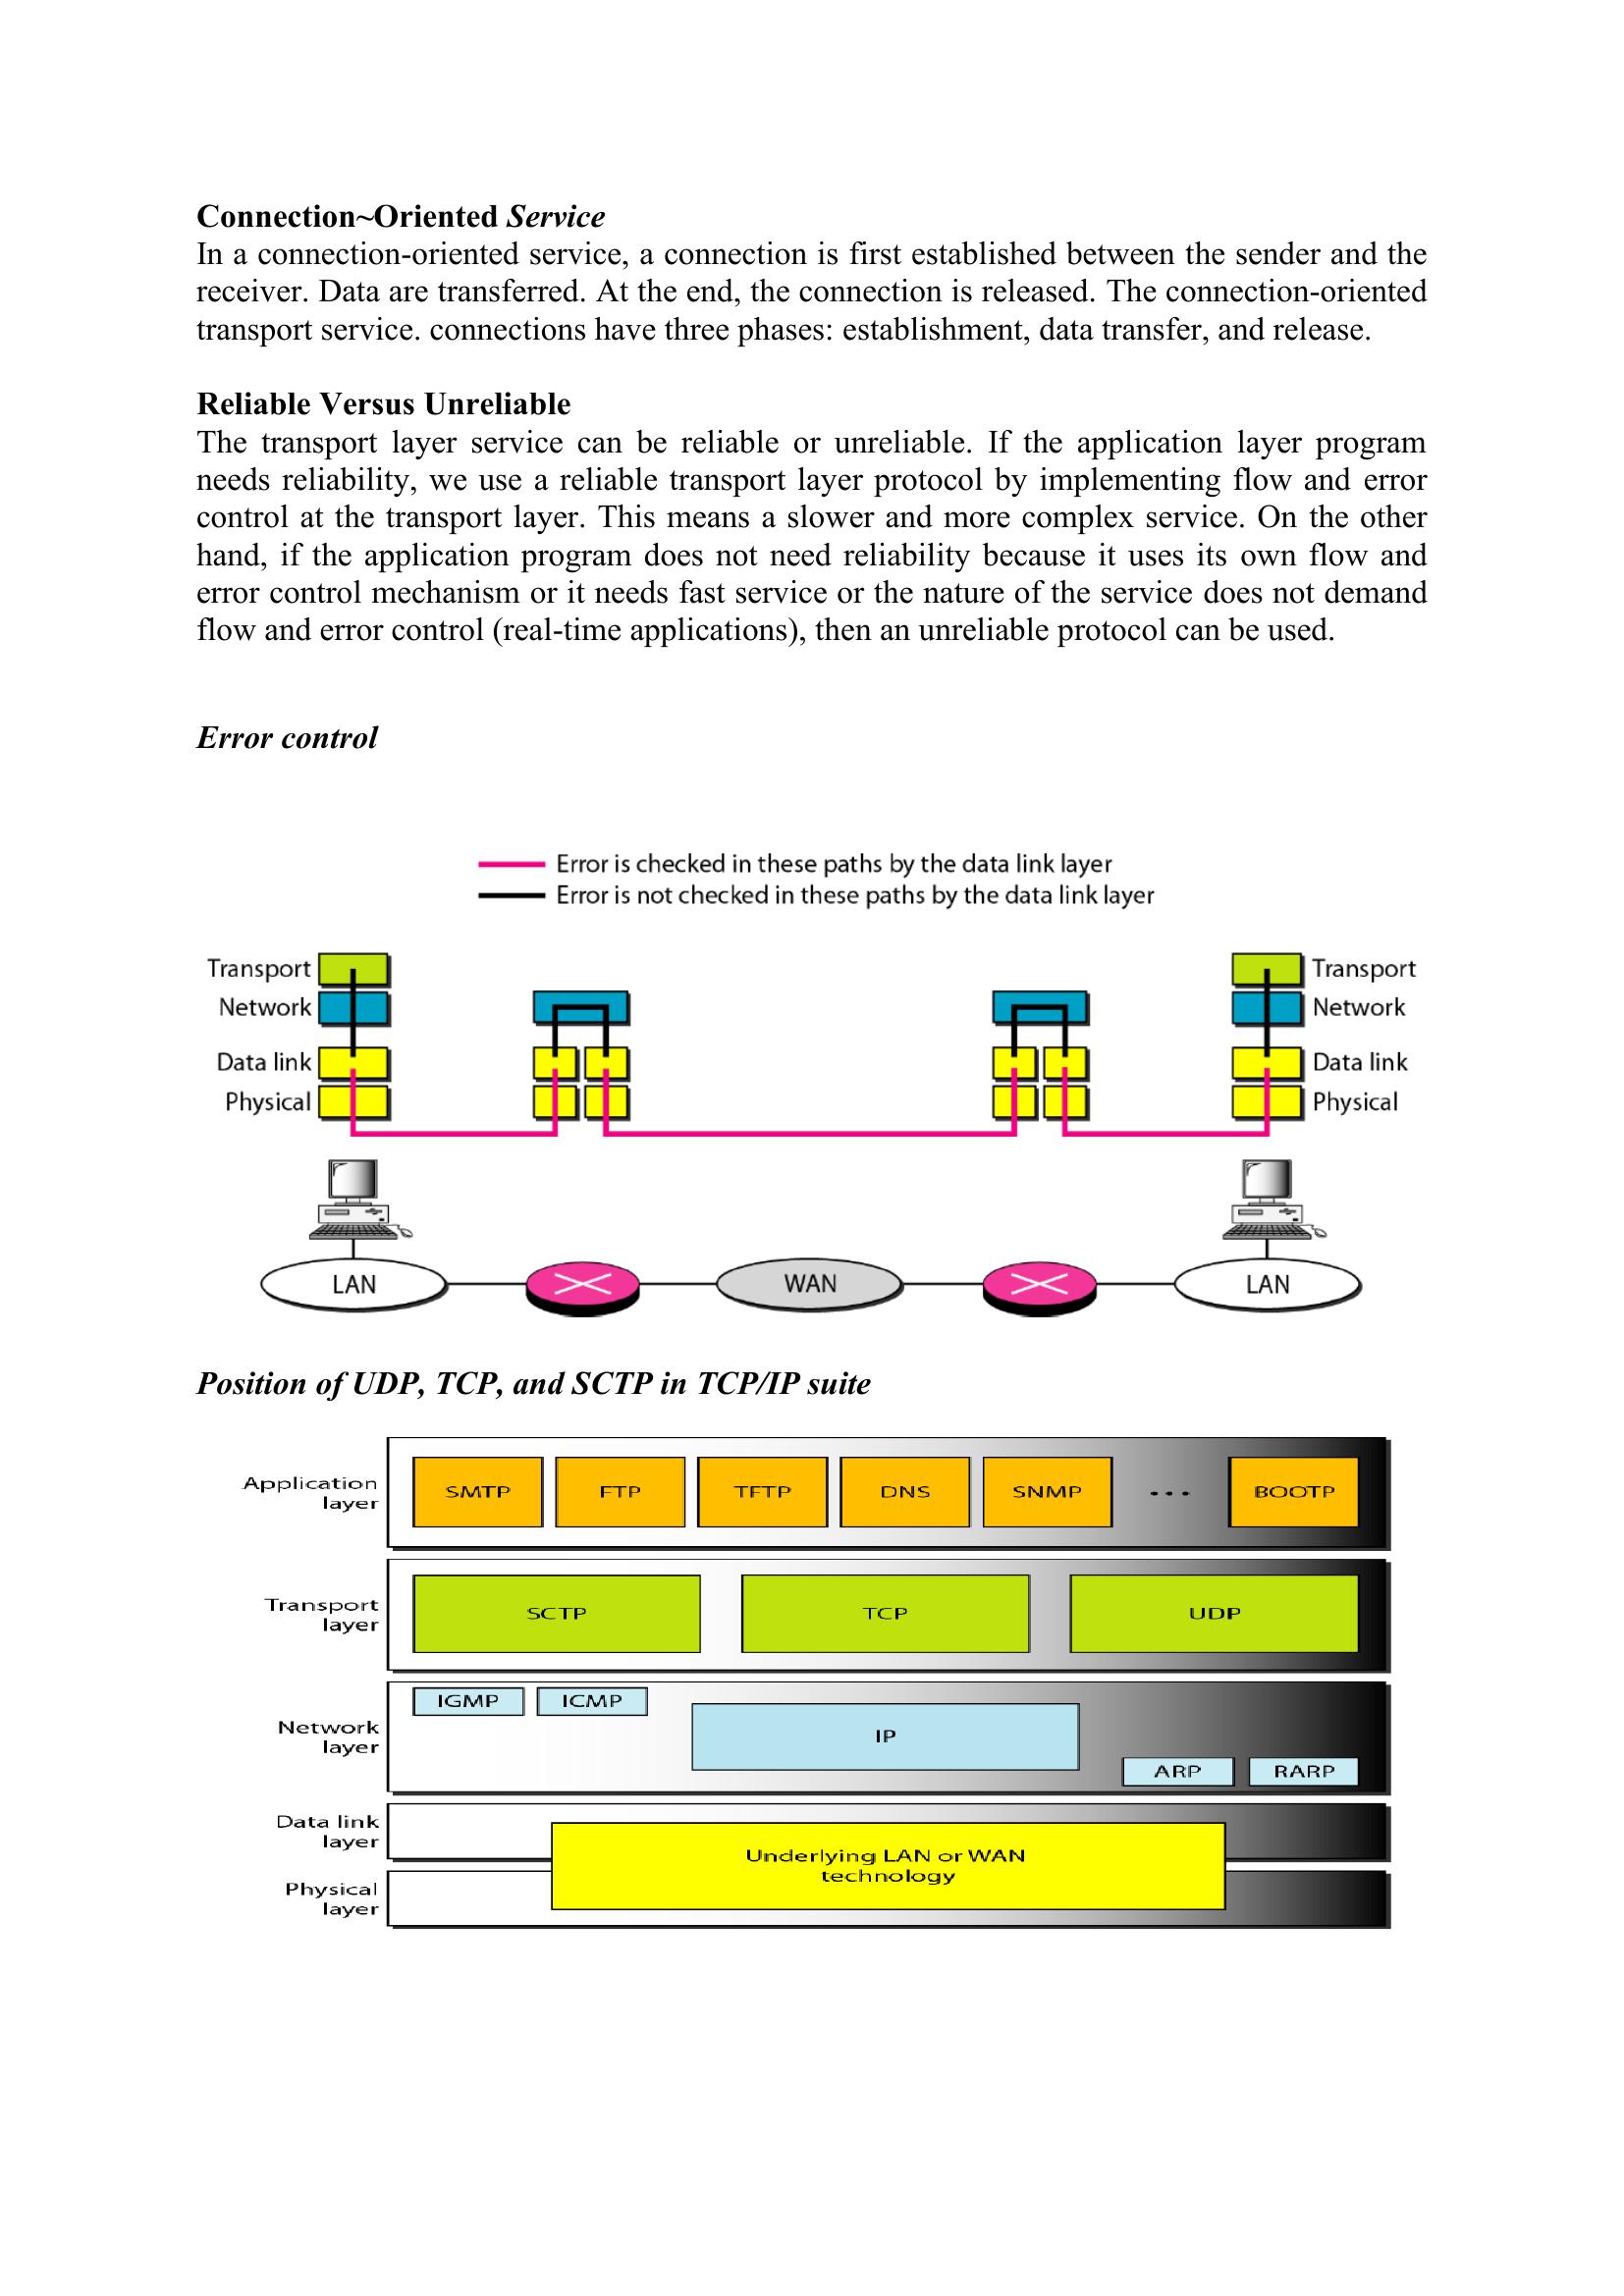 Connection~Oriented Service
In a connection-oriented service, a connection is first established between the sender and the
receiver. Data are transferred. At the end, the connection is released. The connection-oriented
transport service. connections have three phases: establishment, data transfer, and release.
Reliable Versus Unreliable
The transport layer service can be reliable or unreliable. If the application layer program
needs reliability, we use a reliable transport layer protocol by implementing flow and error
control at the transport layer. This means a slower and more complex service. On the other
hand, if the application program does not need reliability because it uses its own flow and
error control mechanism or it needs fast service or the nature of the service does not demand
flow and error control (real-time applications), then an unreliable protocol can be used.
Error control
Error is checked in these paths by the data link layer
Error is not checked in these paths by the data link layer
Transport Transport
Network Network
Data link Data link
Physical Physical
LAN WAN LAN
Position of UDP, TCP, and SCTP in TCP/IP suite
Application
layer
SMTP FTP TFTP DNS SNMP ... BOOTP
Transport
layer
SCTP TCP UDP
Network
layer
IGMP ICMP
IP
ARP RARP
Data link
layer
Underlying LAN or WAN
technology
Physical
layer